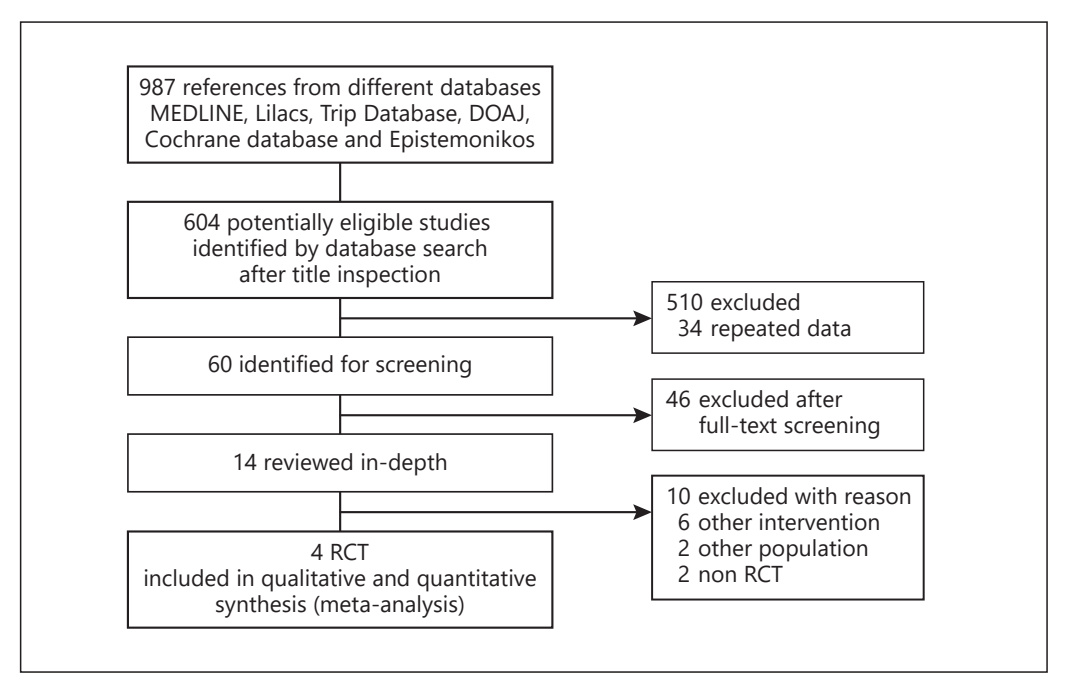 987 references from different databases
MEDLINE, Lilacs, Trip Database, DOAJ,
Cochrane database and Epistemonikos
604 potentially eligible studies
identified by database search
after title inspection
510 excluded
34 repeated data
60 identified for screening
46 excluded after
full-text screening
14 reviewed in-depth
10 excluded with reason
6 other intervention
2 other population
2 non RCT
4 RCT
included in qualitative and quantitative
synthesis (meta-analysis)